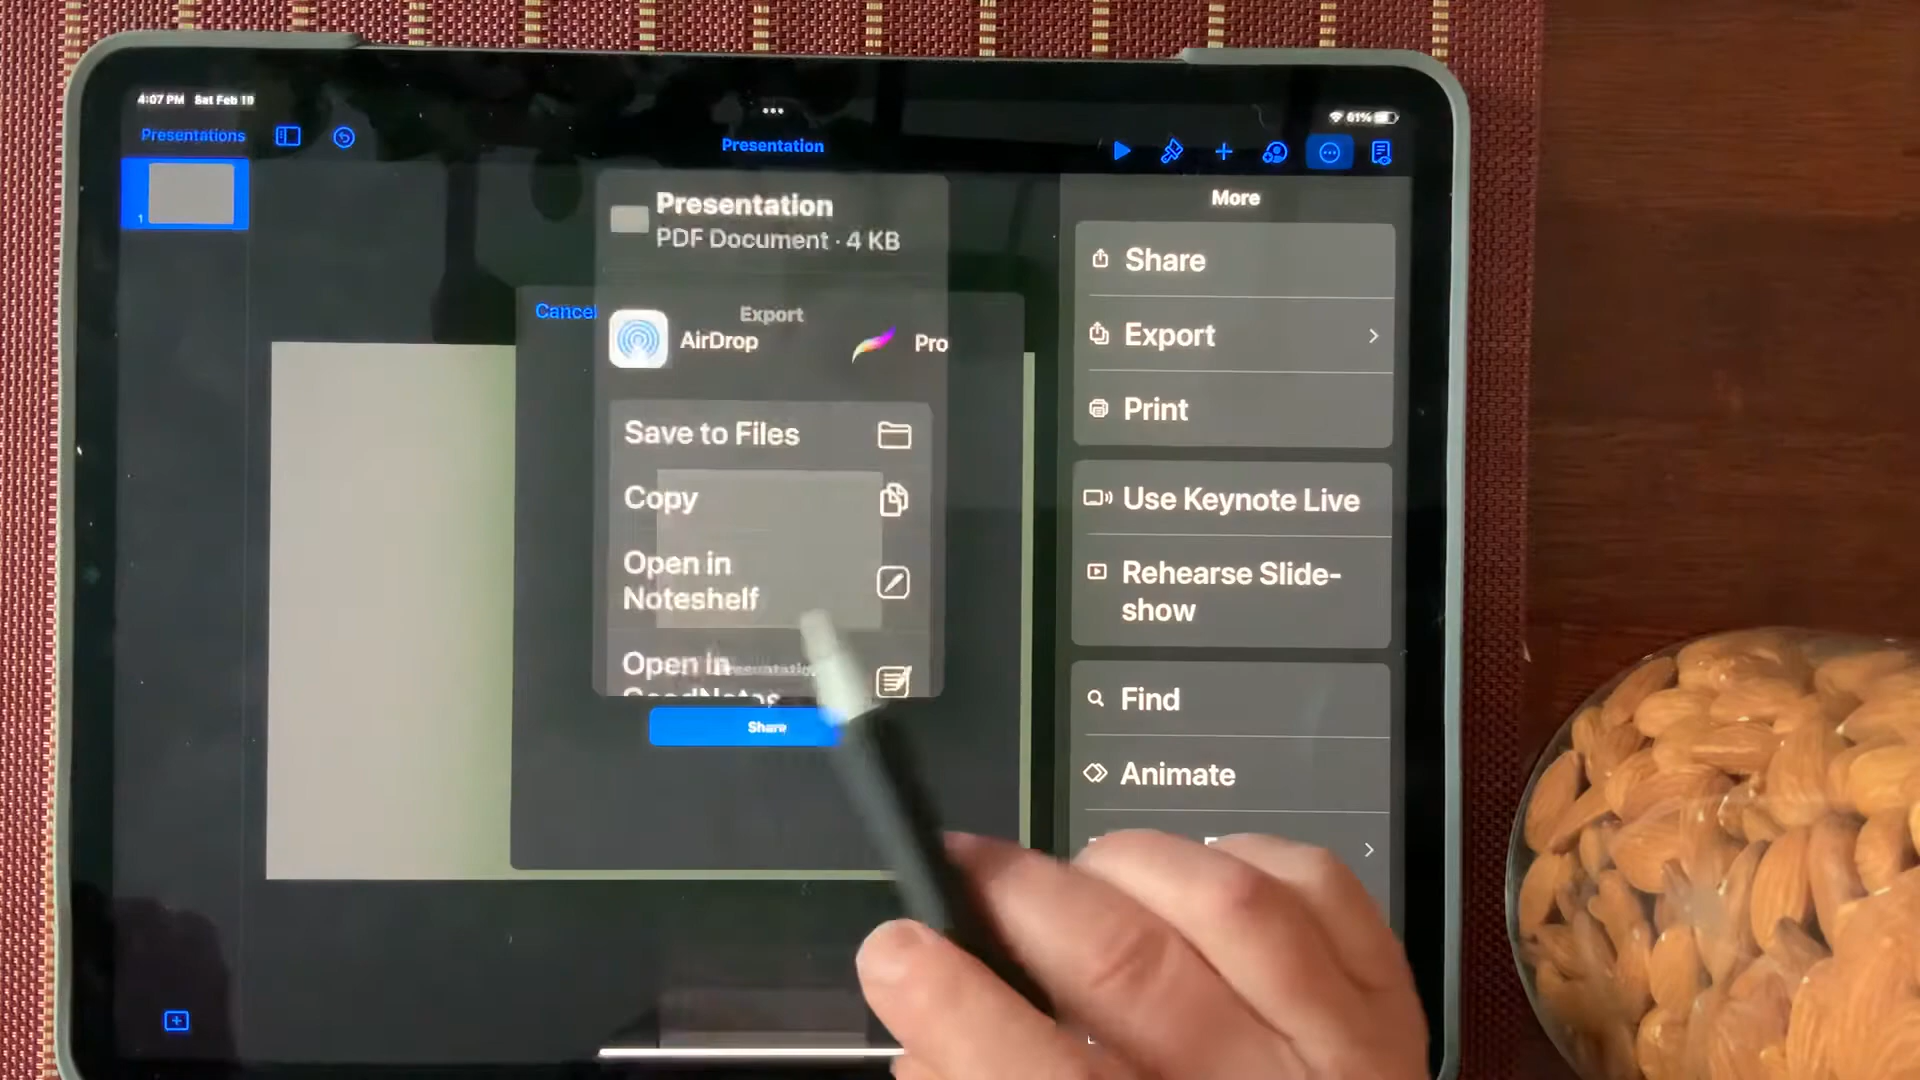 4:07 PM Sat Feb 19
61%
Presentations
Presentation
1
Presentation
PDF Document · 4 KB
Cancel
Export
AirDrop
Pro
Save to Files
Copy
Open in
Noteshelf
Open in
GoodNotes
Share
More
Share
Export
Print
Use Keynote Live
Rehearse Slide-
show
Find
Animate